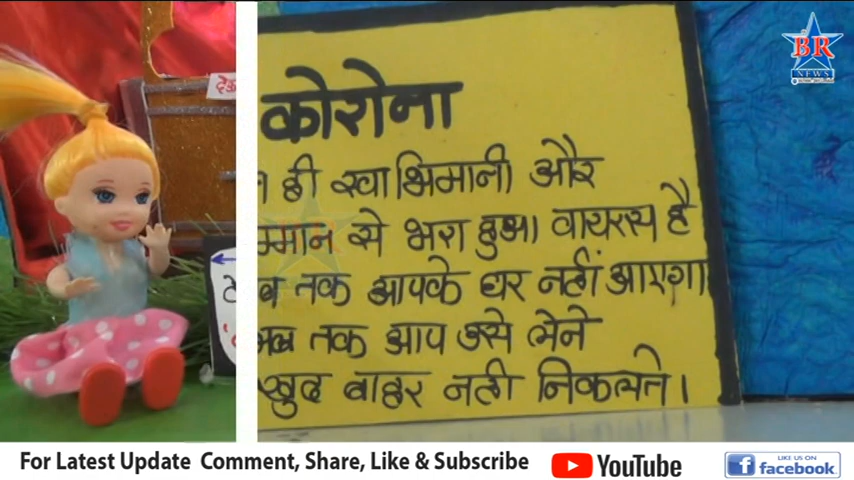 BR
NEWS
कोरोना
ही स्वाभिमानी और
म्मान से भरा हुआ वायरस है
तक आपके घर नहीं आएगा
तक आप उसे लेने
खुद बाहर नही निकलते।
For Latest Update Comment, Share, Like & Subscribe
YouTube
LIKE US ON
facebook